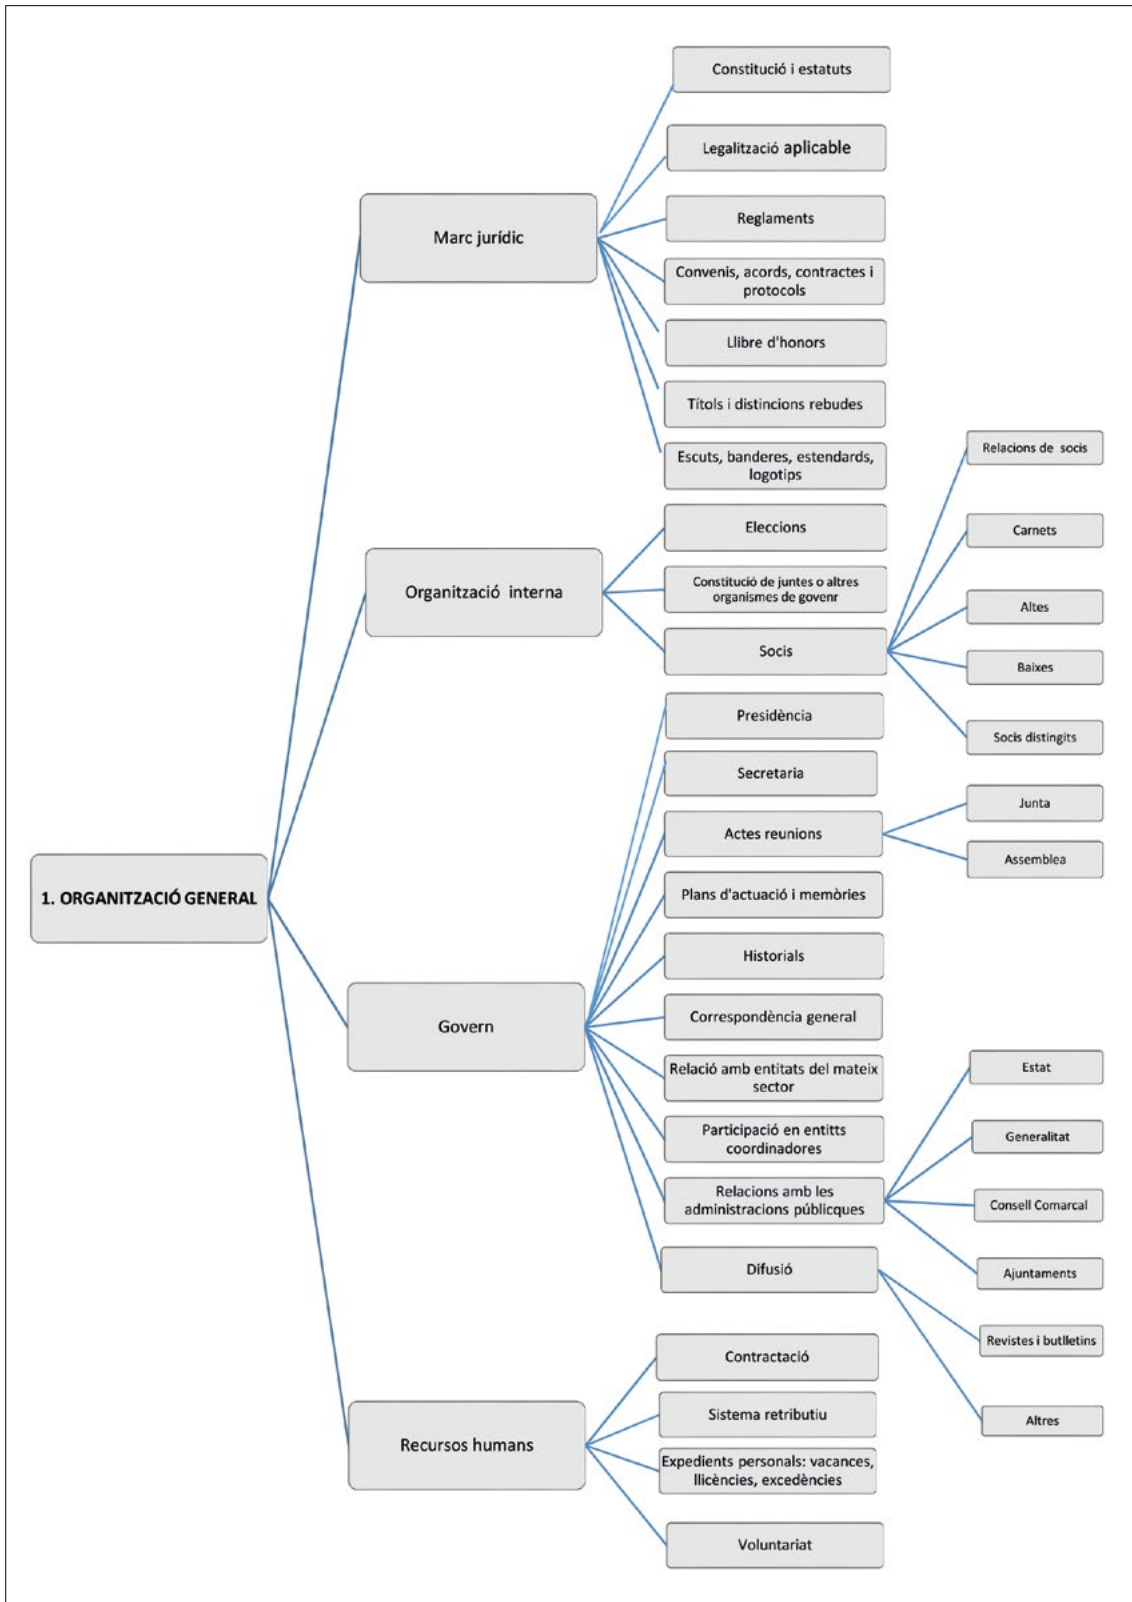 1. ORGANITZACIÓ GENERAL
Marc jurídic
Constitució i estatuts
Legalització aplicable
Reglaments
Convenis, acords, contractes i
protocols
Llibre d'honors
Títols i distincions rebudes
Escuts, banderes, estendards,
logotips
Organització interna
Eleccions
Constitució de juntes o altres
organismes de govenr
Socis
Relacions de socis
Carnets
Altes
Baixes
Socis distingits
Govern
Presidència
Secretaria
Actes reunions
Junta
Assemblea
Plans d'actuació i memòries
Historials
Correspondència general
Relació amb entitats del mateix
sector
Participació en entitts
coordinadores
Relacions amb les
administracions públicques
Estat
Generalitat
Consell Comarcal
Ajuntaments
Difusió
Revistes i butlletins
Altres
Recursos humans
Contractació
Sistema retributiu
Expedients personals: vacances,
llicències, excedències
Voluntariat